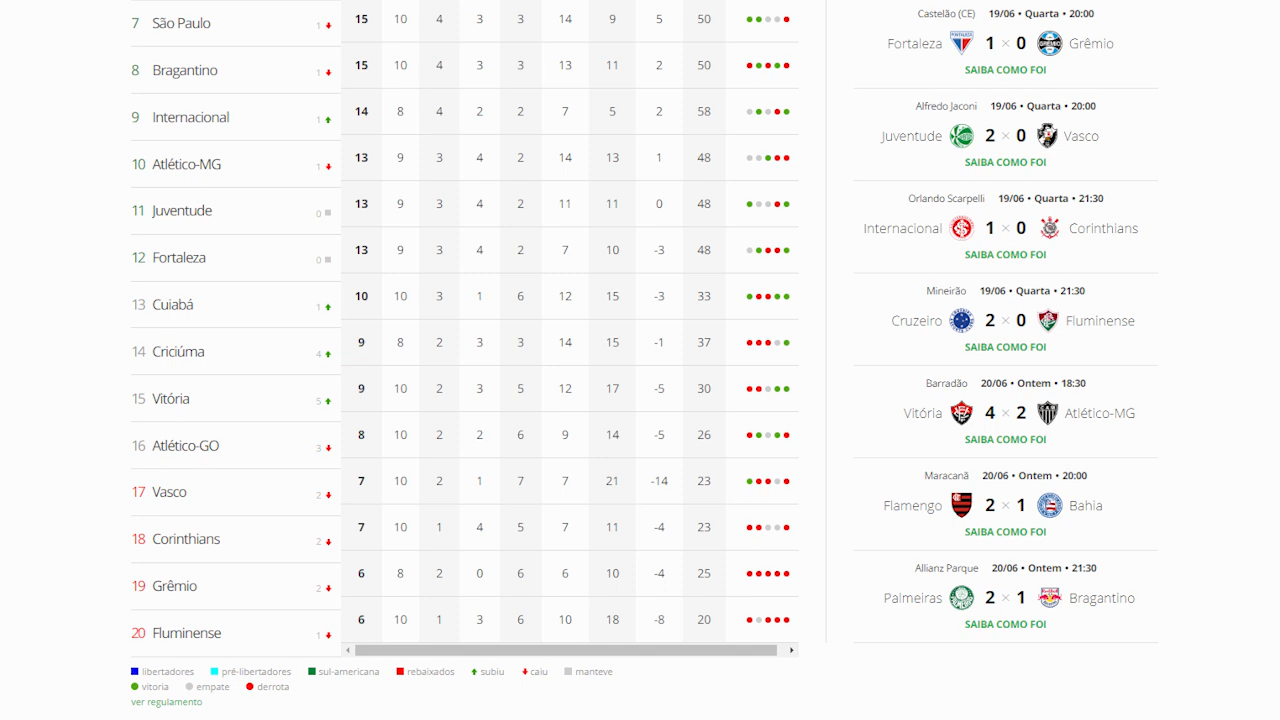 7 São Paulo 1 15 10 4 3 3 14 9 5 50
8 Bragantino 1 15 10 4 3 3 13 11 2 50
9 Internacional 1 14 8 4 2 2 7 5 2 58
10 Atlético-MG 1 13 9 3 4 2 14 13 1 48
11 Juventude 0 13 9 3 4 2 11 11 0 48
12 Fortaleza 0 13 9 3 4 2 7 10 -3 48
13 Cuiabá 1 10 10 3 1 6 12 15 -3 33
14 Criciúma 4 9 8 2 3 3 14 15 -1 37
15 Vitória 5 9 10 2 3 5 12 17 -5 30
16 Atlético-GO 3 8 10 2 2 6 9 14 -5 26
17 Vasco 2 7 10 2 1 7 7 21 -14 23
18 Corinthians 2 7 10 1 4 5 7 11 -4 23
19 Grêmio 2 6 8 2 0 6 6 10 -4 25
20 Fluminense 1 6 10 1 3 6 10 18 -8 20
libertadores pré-libertadores sul-americana rebaixados subiu caiu manteve
vitoria empate derrota
ver regulamento
Castelão (CE) 19/06 • Quarta • 20:00
Fortaleza 1 × 0 Grêmio
SAIBA COMO FOI
Alfredo Jaconi 19/06 • Quarta • 20:00
Juventude 2 × 0 Vasco
SAIBA COMO FOI
Orlando Scarpelli 19/06 • Quarta • 21:30
Internacional 1 × 0 Corinthians
SAIBA COMO FOI
Mineirão 19/06 • Quarta • 21:30
Cruzeiro 2 × 0 Fluminense
SAIBA COMO FOI
Barradão 20/06 • Ontem • 18:30
Vitória 4 × 2 Atlético-MG
SAIBA COMO FOI
Maracanã 20/06 • Ontem • 20:00
Flamengo 2 × 1 Bahia
SAIBA COMO FOI
Allianz Parque 20/06 • Ontem • 21:30
Palmeiras 2 × 1 Bragantino
SAIBA COMO FOI